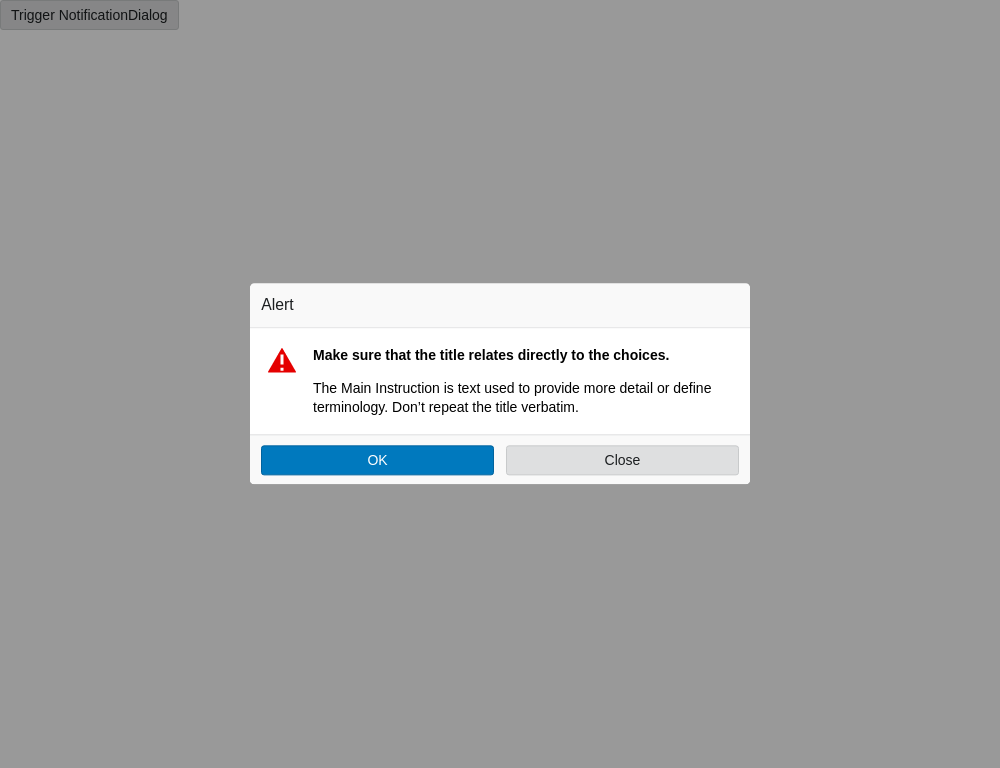 Trigger NotificationDialog
Alert
Make sure that the title relates directly to the choices.
The Main Instruction is text used to provide more detail or define
terminology. Don’t repeat the title verbatim.
OK
Close